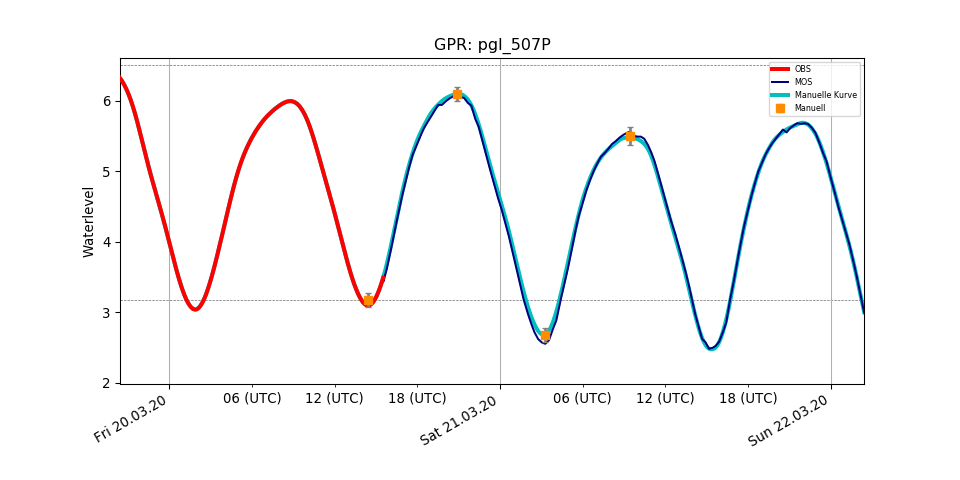 GPR: pgl_507P
OBS
MOS
Manuelle Kurve
Manuell
Waterlevel
6
5
4
3
2
06 (UTC) 12 (UTC) 18 (UTC) 06 (UTC) 12 (UTC) 18 (UTC)
Fri 20.03.20 Sat 21.03.20 Sun 22.03.20